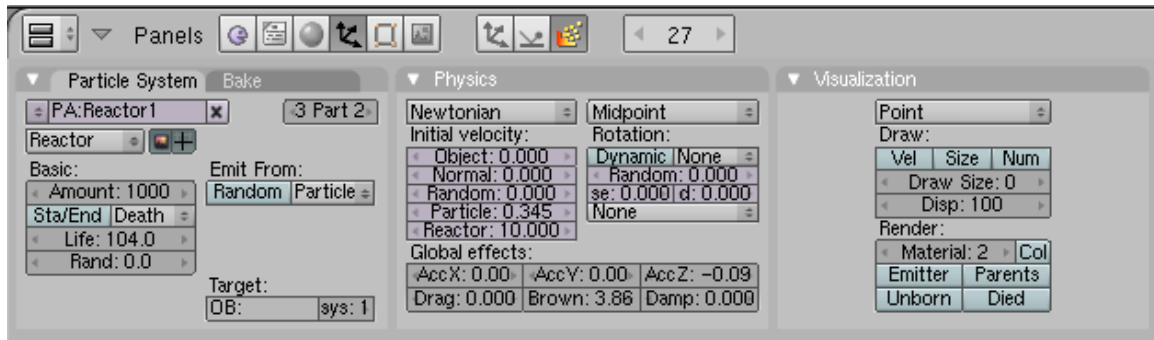 Panels 27
Particle System Bake
PA:Reactor1 3 Part 2
Reactor
Basic: Emit From:
Amount: 1000 Random Particle
Sta/End Death
Life: 104.0
Rand: 0.0
Target:
OB: sys: 1
Physics
Newtonian Midpoint
Initial velocity: Rotation:
Object: 0.000 Dynamic None
Normal: 0.000 Random: 0.000
Random: 0.000 se: 0.000 d: 0.000
Particle: 0.345 None
Reactor: 10.000
Global effects:
AccX: 0.00 AccY: 0.00 AccZ: -0.09
Drag: 0.000 Brown: 3.86 Damp: 0.000
Visualization
Point
Draw:
Vel Size Num
Draw Size: 0
Disp: 100
Render:
Material: 2 Col
Emitter Parents
Unborn Died